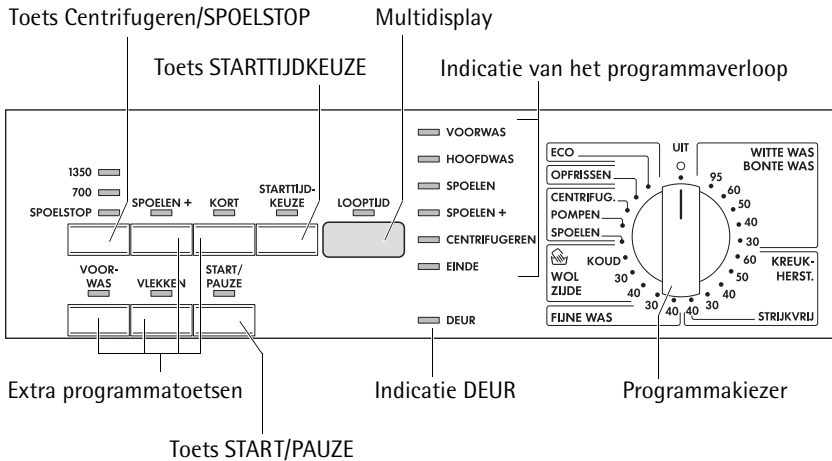 Toets Centrifugeren/SPOELSTOP
Multidisplay
Toets STARTTIJDKEUZE
Indicatie van het programmaverloop
1350
700
SPOELSTOP
SPOELEN +
KORT
STARTTIJD-
KEUZE
LOOPTIJD
VOOR-
WAS
VLEKKEN
START/
PAUZE
VOORWAS
HOOFDWAS
SPOELEN
SPOELEN +
CENTRIFUGEREN
EINDE
DEUR
UIT
ECO
OPFRISSEN
CENTRIFUG.
POMPEN
SPOELEN
KOUD
WOL
ZIJDE
30
40
FIJNE WAS
30
40
WITTE WAS
BONTE WAS
95
60
50
40
30
KREUK-
HERST.
60
50
40
30
40
STRIJKVRIJ
Extra programmatoetsen
Indicatie DEUR
Programmakiezer
Toets START/PAUZE